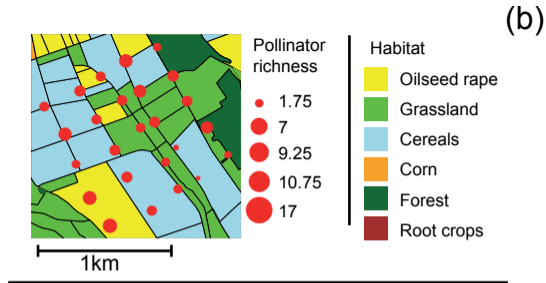 (b)
Pollinator
richness
1.75
7
9.25
10.75
17
Habitat
Oilseed rape
Grassland
Cereals
Corn
Forest
Root crops
1km